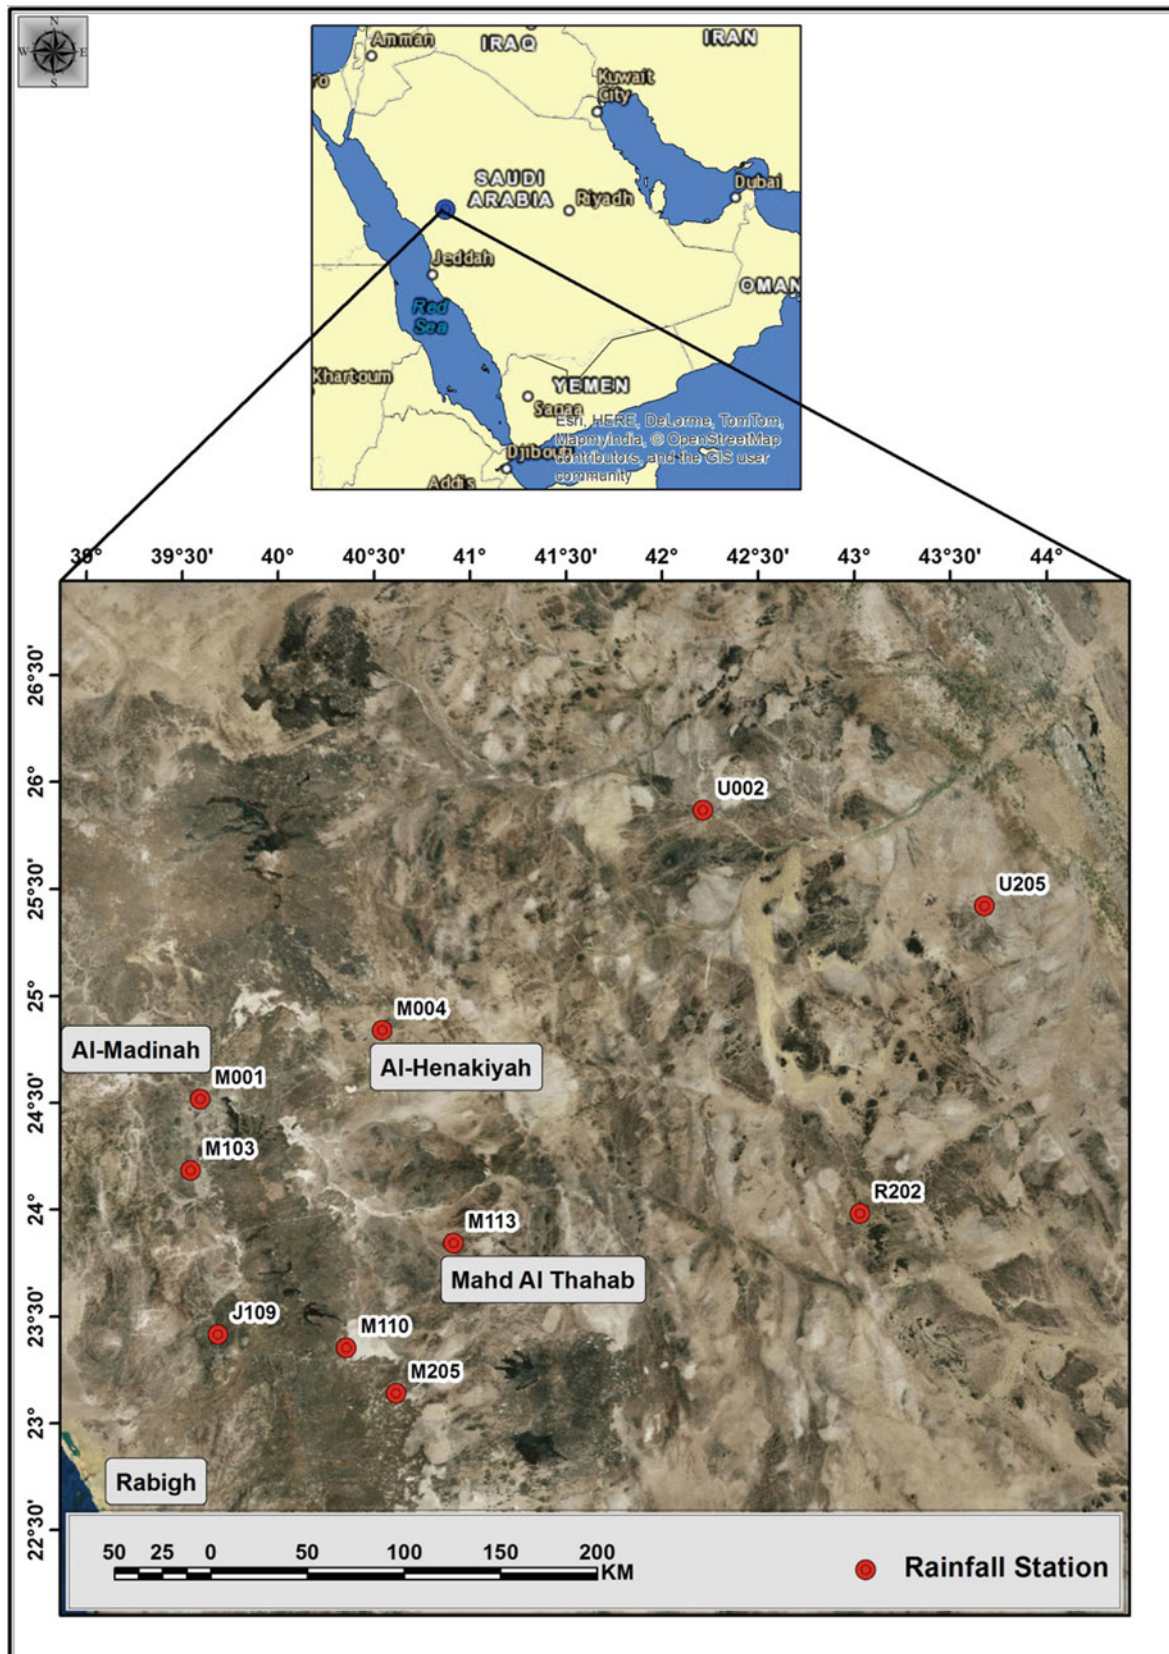 N
W E
S
Amman
IRAQ
IRAN
ro
Kuwait
City
SAUDI
ARABIA
Riyadh
Dubai
Jeddah
OMAN
Red
Sea
Khartoum
YEMEN
Sanaa
Esri, HERE, DeLorme, TomTom,
MapmyIndia, © OpenStreetMap
contributors, and the GIS user
community
Djibouti
Addis
39° 39°30' 40° 40°30' 41° 41°30' 42° 42°30' 43° 43°30' 44°
26°30'
26°
25°30'
25°
24°30'
24°
23°30'
23°
22°30'
U002
U205
M004
Al-Madinah
Al-Henakiyah
M001
M103
R202
M113
Mahd Al Thahab
J109
M110
M205
Rabigh
50 25 0 50 100 150 200
KM
Rainfall Station